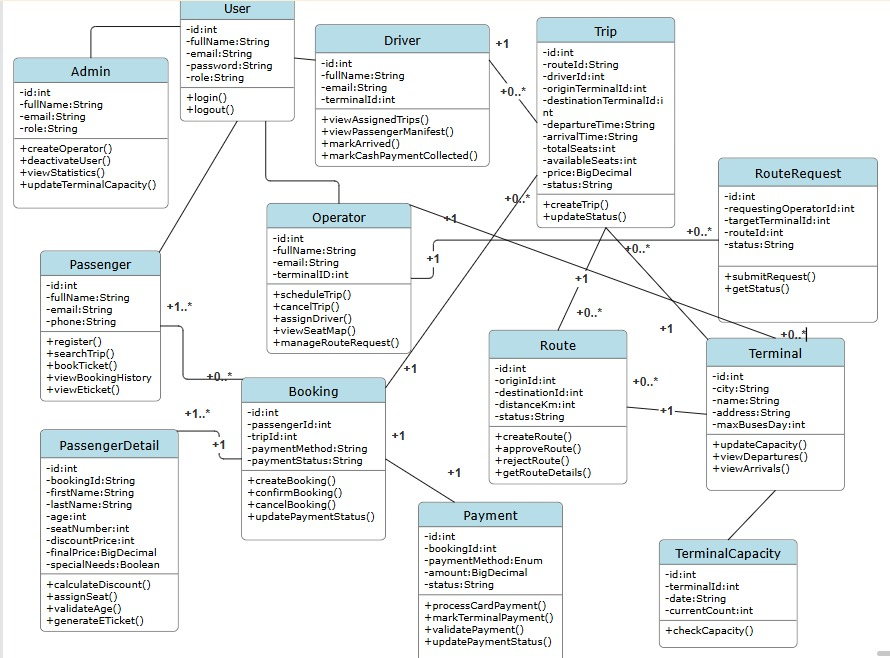 User
-id:int
-fullName:String
-email:String
-password:String
-role:String
+login()
+logout()
Admin
-id:int
-fullName:String
-email:String
-role:String
+createOperator()
+deactivateUser()
+viewStatistics()
+updateTerminalCapacity()
Driver
-id:int
-fullName:String
-email:String
-terminalId:int
+viewAssignedTrips()
+viewPassengerManifest()
+markArrived()
+markCashPaymentCollected()
+1
+0..*
Trip
-id:int
-routeId:String
-driverId:int
-originTerminalId:int
-destinationTerminalId:i
nt
-departureTime:String
-arrivalTime:String
-totalSeats:int
-availableSeats:int
-price:BigDecimal
-status:String
+createTrip()
+updateStatus()
RouteRequest
-id:int
-requestingOperatorId:int
-targetTerminalId:int
-routeId:int
-status:String
+submitRequest()
+getStatus()
+0..*
+1
+0..*
+0..*
+1
Operator
-id:int
-fullName:String
-email:String
-terminalID:int
+scheduleTrip()
+cancelTrip()
+assignDriver()
+viewSeatMap()
+manageRouteRequest()
Passenger
-id:int
-fullName:String
-email:String
-phone:String
+register()
+searchTrip()
+bookTicket()
+viewBookingHistory
+viewEticket()
+1..*
+0..*
+1
+0..*
+1
+0..*
Route
-id:int
-originId:int
-destinationId:int
-distanceKm:int
-status:String
+createRoute()
+approveRoute()
+rejectRoute()
+getRouteDetails()
+0..*
+1
Terminal
-id:int
-city:String
-name:String
-address:String
-maxBusesDay:int
+updateCapacity()
+viewDepartures()
+viewArrivals()
+1
Booking
-id:int
-passengerId:int
-tripId:int
-paymentMethod:String
-paymentStatus:String
+createBooking()
+confirmBooking()
+cancelBooking()
+updatePaymentStatus()
+1..*
+1
+1
+1
PassengerDetail
-id:int
-bookingId:String
-firstName:String
-lastName:String
-age:int
-seatNumber:int
-discountPrice:int
-finalPrice:BigDecimal
-specialNeeds:Boolean
+calculateDiscount()
+assignSeat()
+validateAge()
+generateETicket()
Payment
-id:int
-bookingId:int
-paymentMethod:Enum
-amount:BigDecimal
-status:String
+processCardPayment()
+markTerminalPayment()
+validatePayment()
+updatePaymentStatus()
TerminalCapacity
-id:int
-terminalId:int
-date:String
-currentCount:int
+checkCapacity()